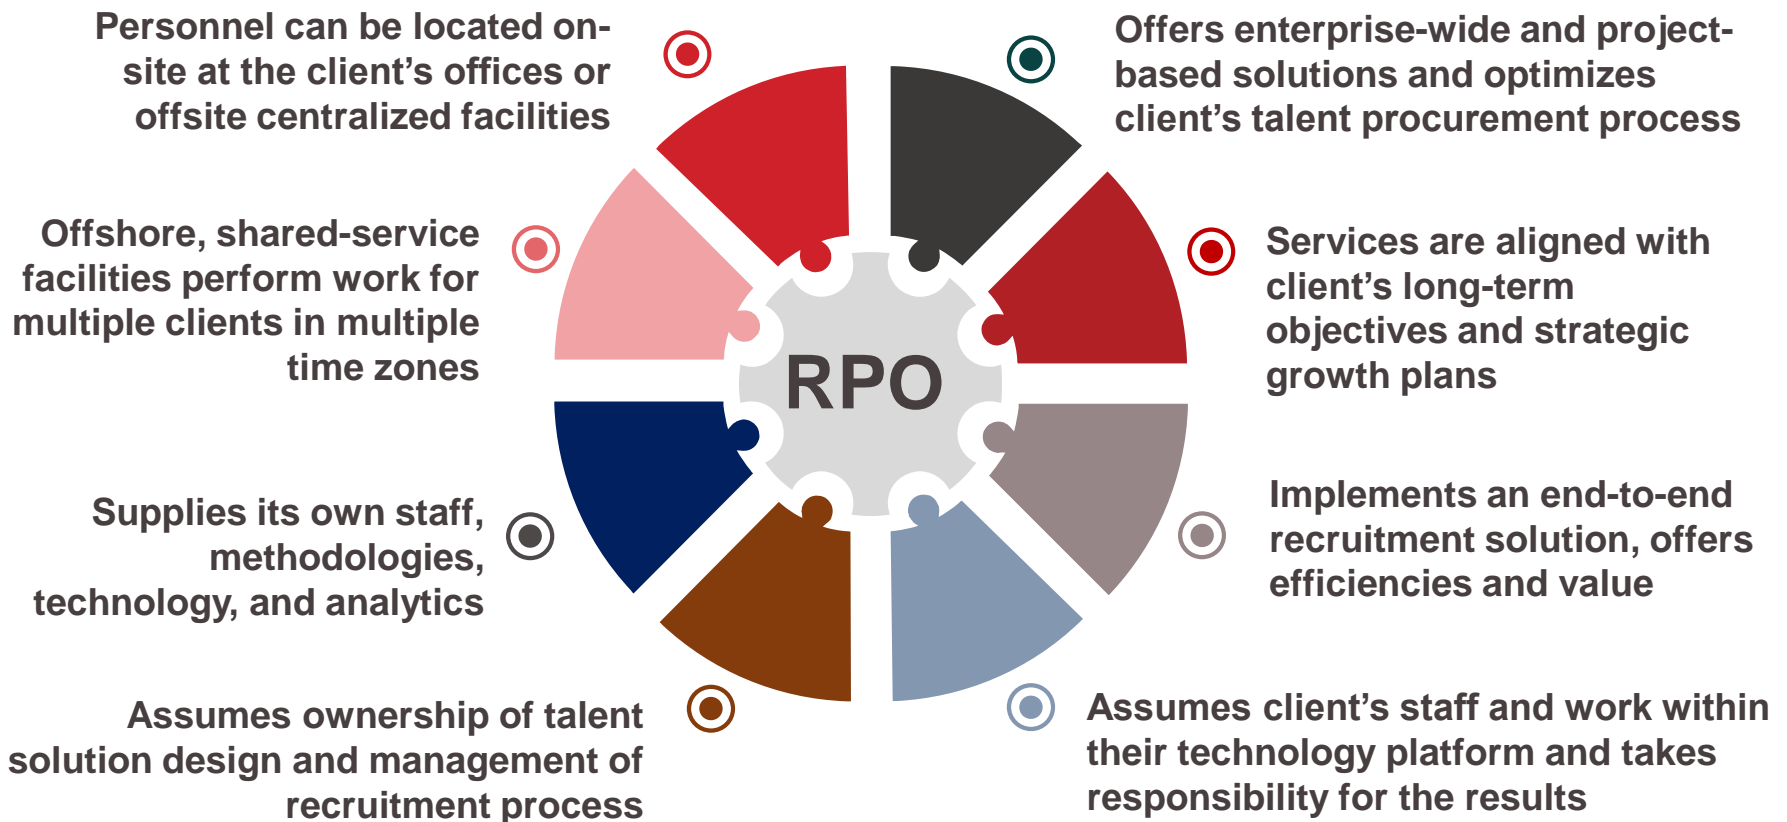 Personnel can be located on-
site at the client’s offices or
offsite centralized facilities
Offers enterprise-wide and project-
based solutions and optimizes
client’s talent procurement process
Offshore, shared-service
facilities perform work for
multiple clients in multiple
time zones
Services are aligned with
client’s long-term
objectives and strategic
growth plans
RPO
Supplies its own staff,
methodologies,
technology, and analytics
Implements an end-to-end
recruitment solution, offers
efficiencies and value
Assumes ownership of talent
solution design and management of
recruitment process
Assumes client’s staff and work within
their technology platform and takes
responsibility for the results